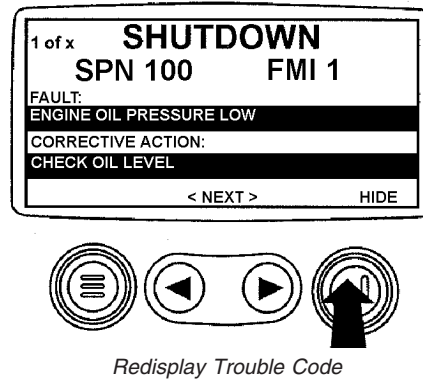 1 of x SHUTDOWN
SPN 100 FMI 1
FAULT:
ENGINE OIL PRESSURE LOW
CORRECTIVE ACTION:
CHECK OIL LEVEL
< NEXT > HIDE
Redisplay Trouble Code